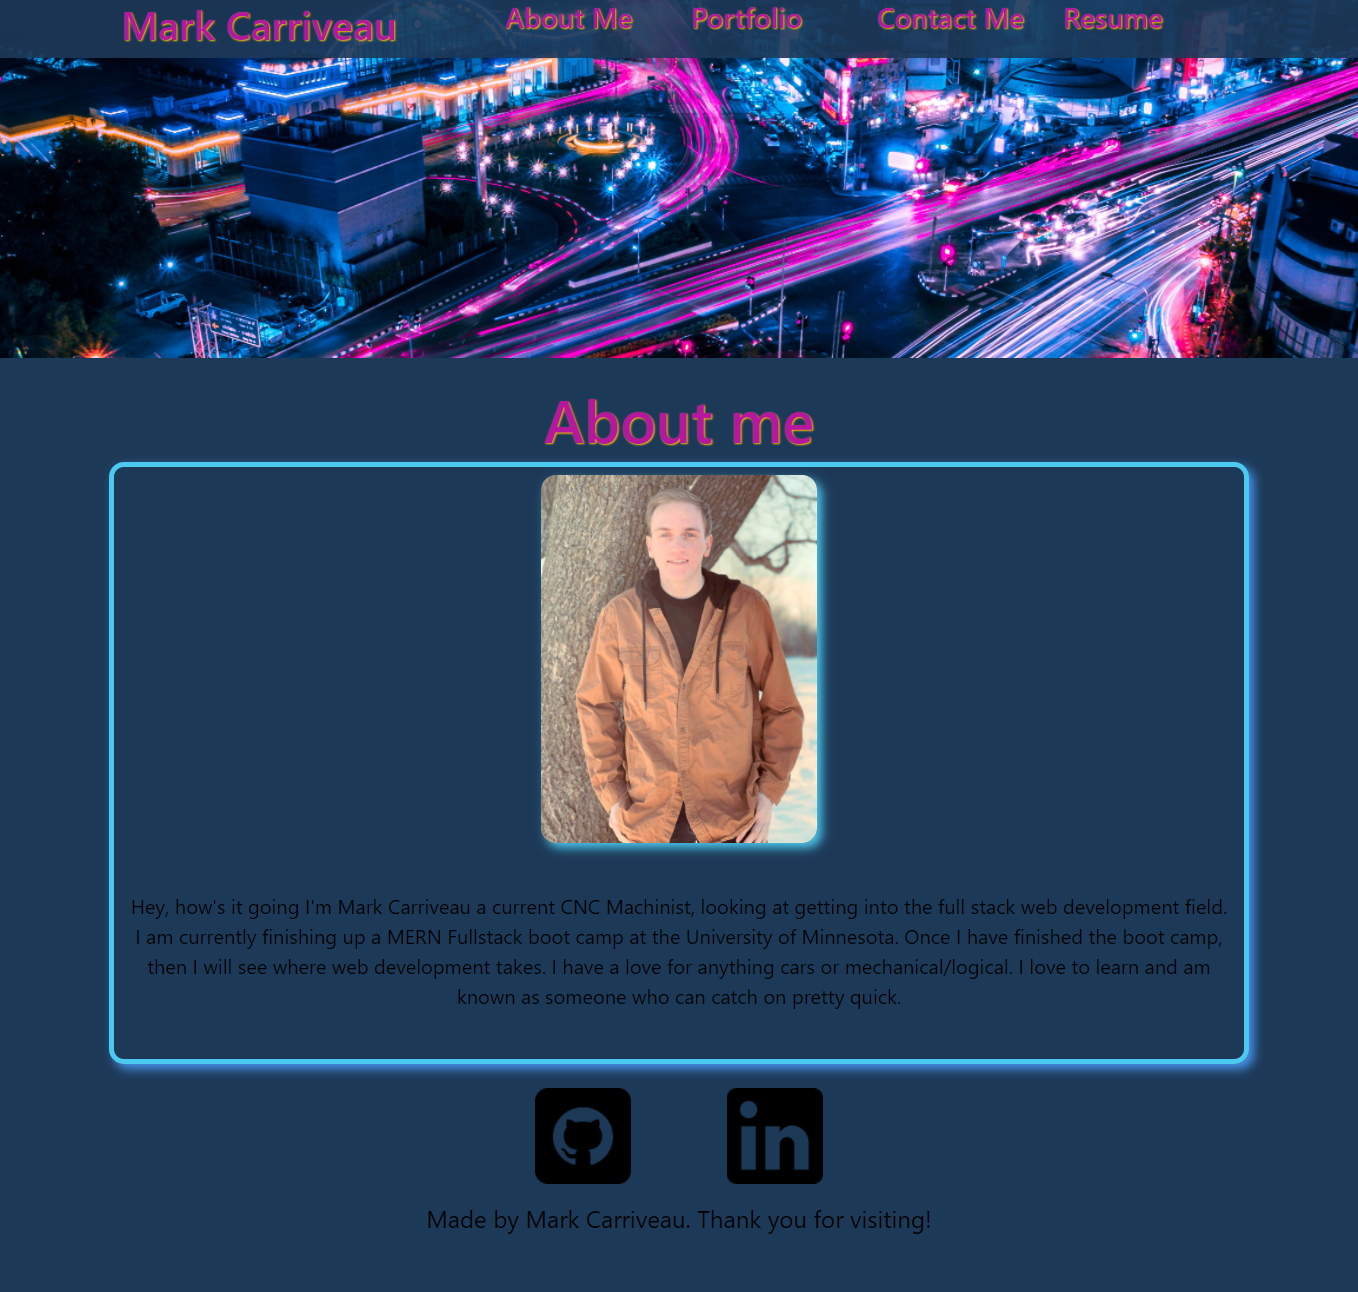 Mark Carriveau
About Me
Portfolio
Contact Me
Resume
About me
Hey, how's it going I'm Mark Carriveau a current CNC Machinist, looking at getting into the full stack web development field.
I am currently finishing up a MERN Fullstack boot camp at the University of Minnesota. Once I have finished the boot camp,
then I will see where web development takes. I have a love for anything cars or mechanical/logical. I love to learn and am
known as someone who can catch on pretty quick.
in
Made by Mark Carriveau. Thank you for visiting!